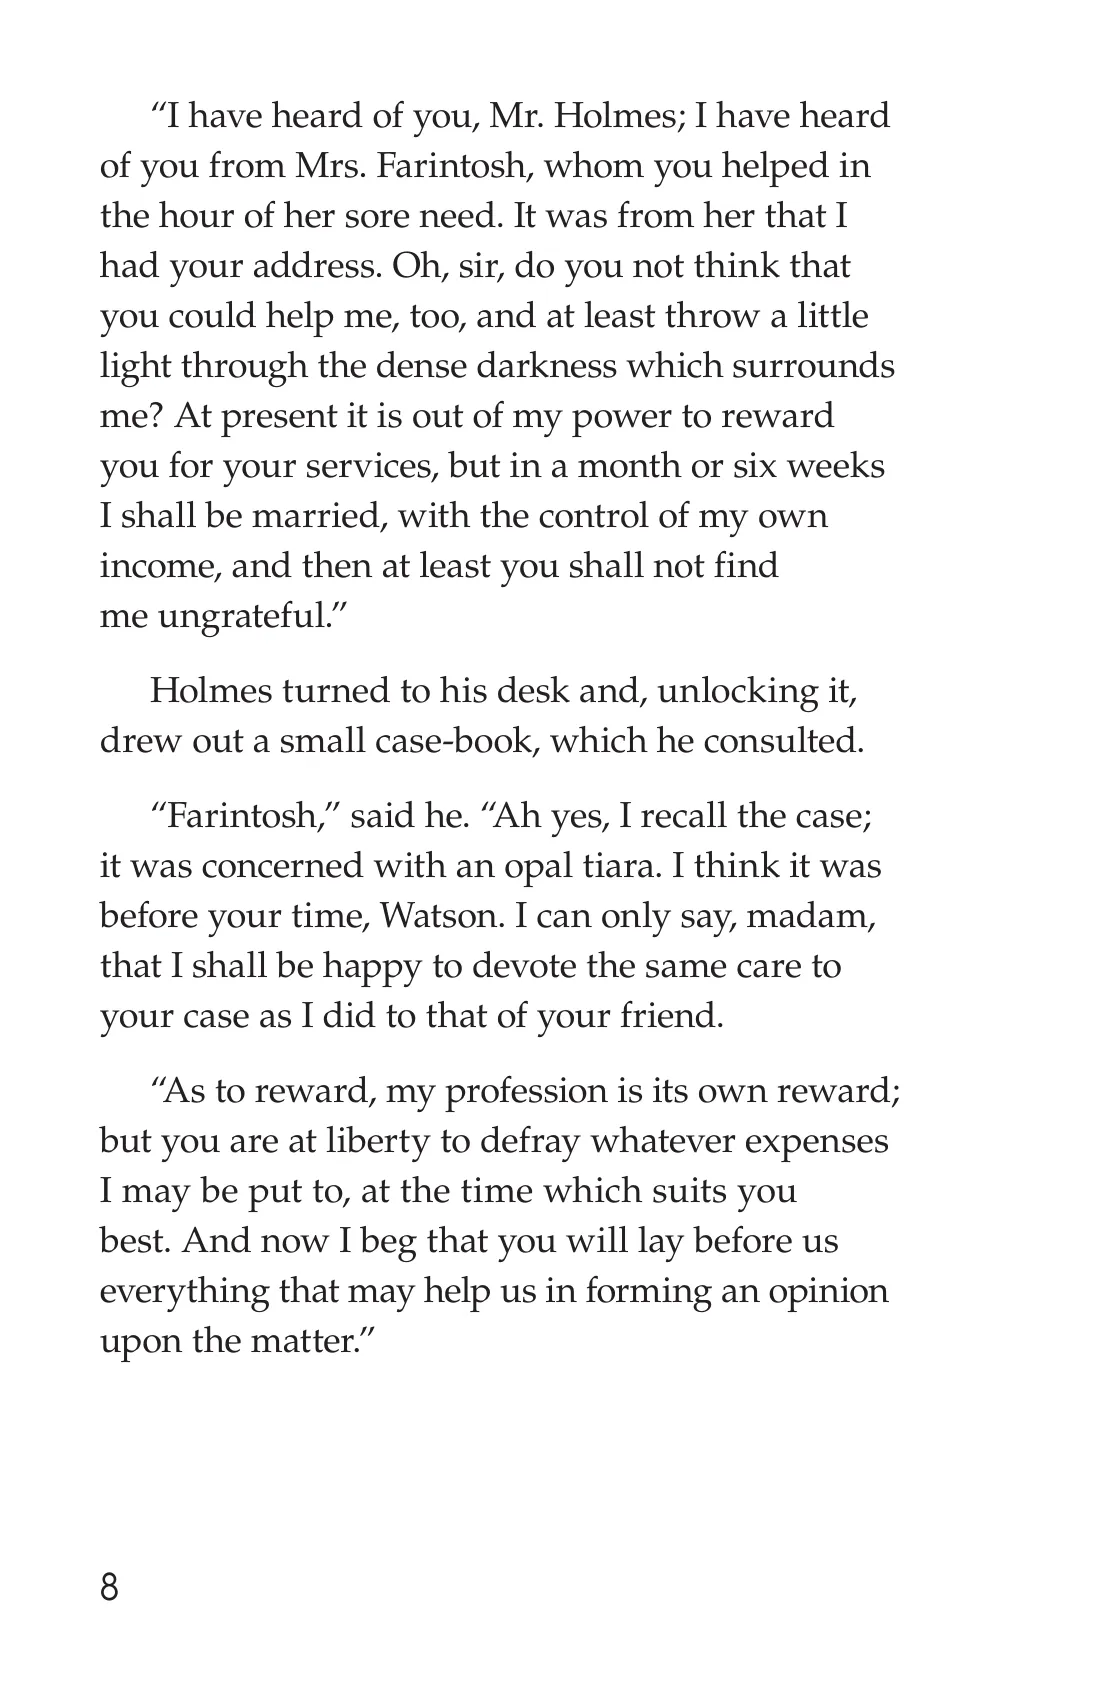 “I have heard of you, Mr. Holmes; I have heard
of you from Mrs. Farintosh, whom you helped in
the hour of her sore need. It was from her that I
had your address. Oh, sir, do you not think that
you could help me, too, and at least throw a little
light through the dense darkness which surrounds
me? At present it is out of my power to reward
you for your services, but in a month or six weeks
I shall be married, with the control of my own
income, and then at least you shall not find
me ungrateful.”
Holmes turned to his desk and, unlocking it,
drew out a small case-book, which he consulted.
“Farintosh,” said he. “Ah yes, I recall the case;
it was concerned with an opal tiara. I think it was
before your time, Watson. I can only say, madam,
that I shall be happy to devote the same care to
your case as I did to that of your friend.
“As to reward, my profession is its own reward;
but you are at liberty to defray whatever expenses
I may be put to, at the time which suits you
best. And now I beg that you will lay before us
everything that may help us in forming an opinion
upon the matter.”
8